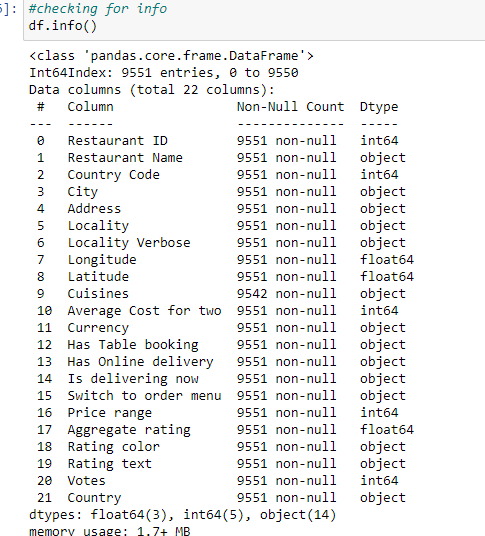 5]: #checking for info
df.info()
<class 'pandas.core.frame.DataFrame'>
Int64Index: 9551 entries, 0 to 9550
Data columns (total 22 columns):
 #   Column                Non-Null Count  Dtype
---  ------                --------------  -----
 0   Restaurant ID         9551 non-null   int64
 1   Restaurant Name       9551 non-null   object
 2   Country Code          9551 non-null   int64
 3   City                  9551 non-null   object
 4   Address               9551 non-null   object
 5   Locality              9551 non-null   object
 6   Locality Verbose      9551 non-null   object
 7   Longitude             9551 non-null   float64
 8   Latitude              9551 non-null   float64
 9   Cuisines              9542 non-null   object
 10  Average Cost for two  9551 non-null   int64
 11  Currency              9551 non-null   object
 12  Has Table booking     9551 non-null   object
 13  Has Online delivery   9551 non-null   object
 14  Is delivering now     9551 non-null   object
 15  Switch to order menu  9551 non-null   object
 16  Price range           9551 non-null   int64
 17  Aggregate rating      9551 non-null   float64
 18  Rating color          9551 non-null   object
 19  Rating text           9551 non-null   object
 20  Votes                 9551 non-null   int64
 21  Country               9551 non-null   object
dtypes: float64(3), int64(5), object(14)
memory usage: 1.7+ MB